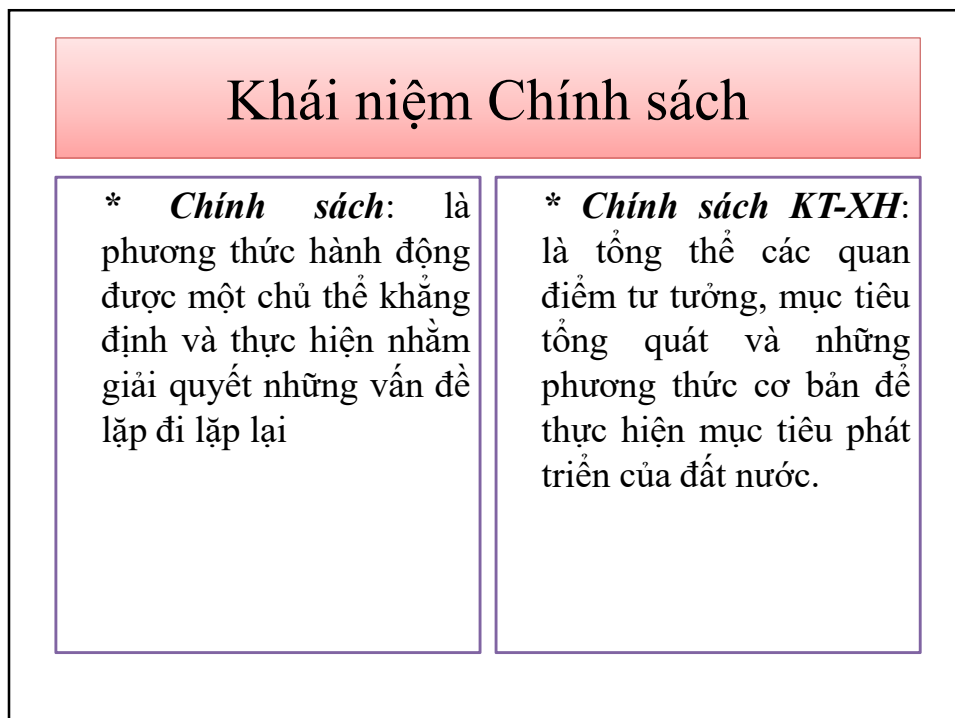 Khái niệm Chính sách
* Chính sách: là
phương thức hành động
được một chủ thể khẳng
định và thực hiện nhằm
giải quyết những vấn đề
lặp đi lặp lại
* Chính sách KT-XH:
là tổng thể các quan
điểm tư tưởng, mục tiêu
tổng quát và những
phương thức cơ bản để
thực hiện mục tiêu phát
triển của đất nước.